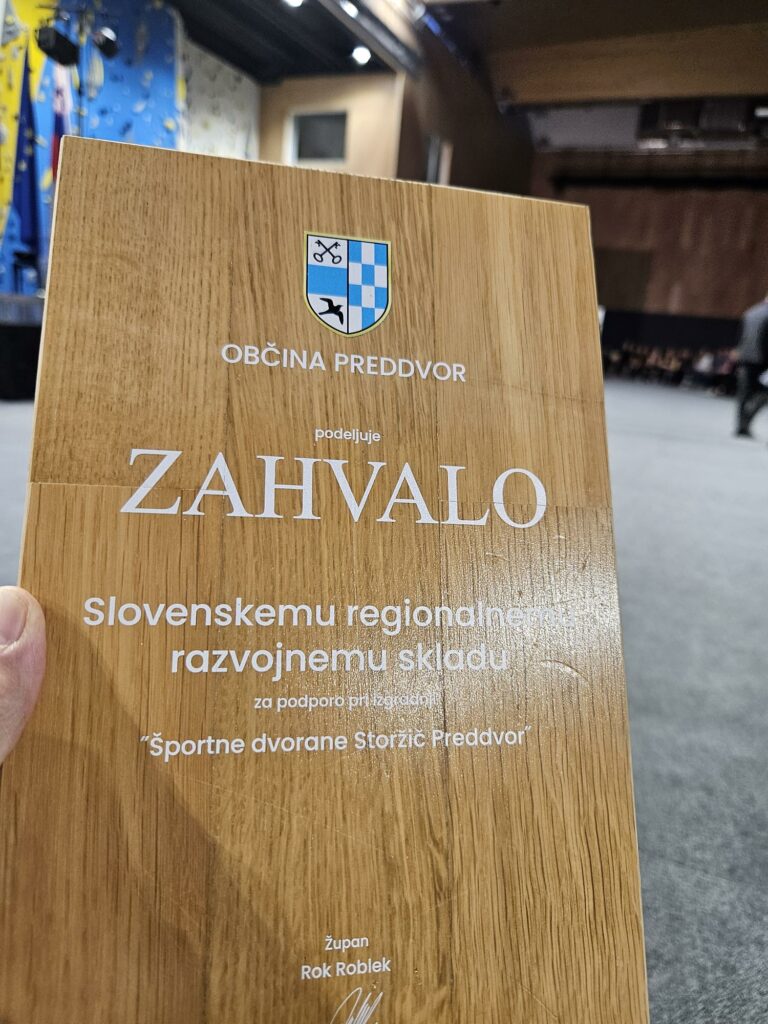 OBČINA PREDDVOR
podeljuje
ZAHVALO
Slovenskemu regionalnemu
razvojnemu skladu
za podporo pri izgradnji
"Športne dvorane Storžič Preddvor"
Župan
Rok Roblek